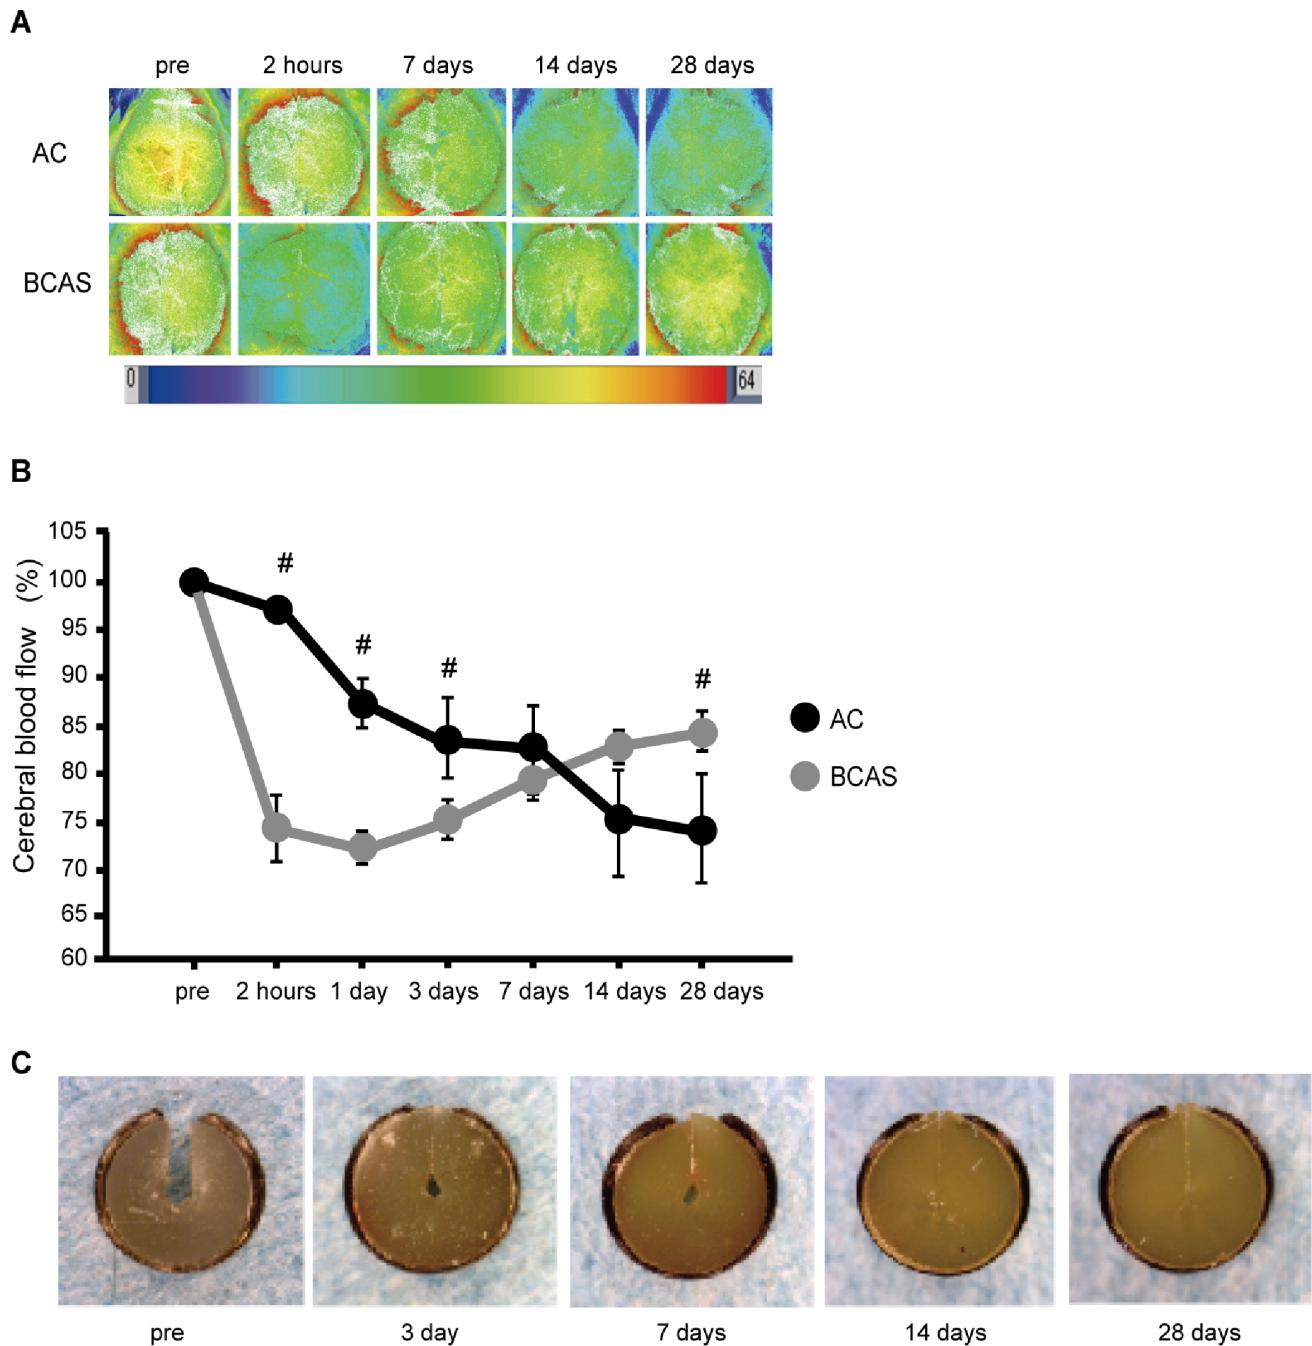 A
pre 2 hours 7 days 14 days 28 days
AC
BCAS
0 64
B
Cerebral blood flow (%)
105
100
95
90
85
80
75
70
65
60
#
#
#
#
AC
BCAS
pre 2 hours 1 day 3 days 7 days 14 days 28 days
C
pre 3 day 7 days 14 days 28 days